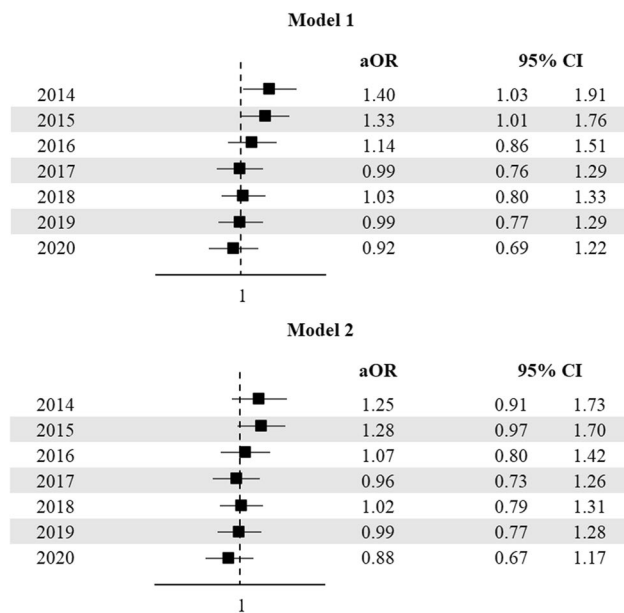 Model 1
aOR 95% CI
2014 1.40 1.03 1.91
2015 1.33 1.01 1.76
2016 1.14 0.86 1.51
2017 0.99 0.76 1.29
2018 1.03 0.80 1.33
2019 0.99 0.77 1.29
2020 0.92 0.69 1.22
1
Model 2
aOR 95% CI
2014 1.25 0.91 1.73
2015 1.28 0.97 1.70
2016 1.07 0.80 1.42
2017 0.96 0.73 1.26
2018 1.02 0.79 1.31
2019 0.99 0.77 1.28
2020 0.88 0.67 1.17
1